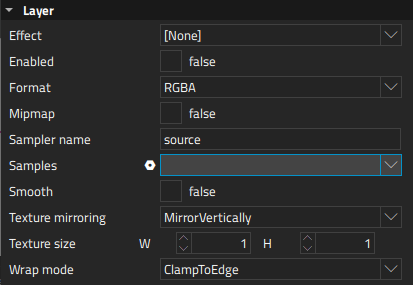 Layer
Effect [None]
Enabled false
Format RGBA
Mipmap false
Sampler name source
Samples
Smooth false
Texture mirroring MirrorVertically
Texture size W 1 H 1
Wrap mode ClampToEdge